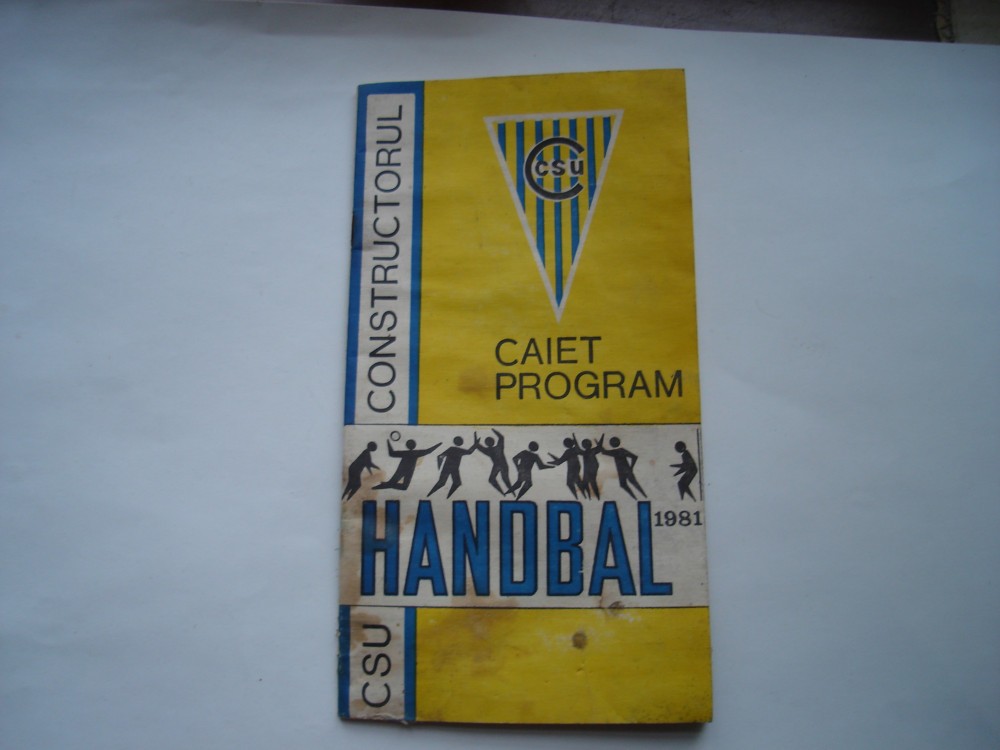 CSU CONSTRUCTORUL
C CSU
CAIET
PROGRAM
HANDBAL 1981